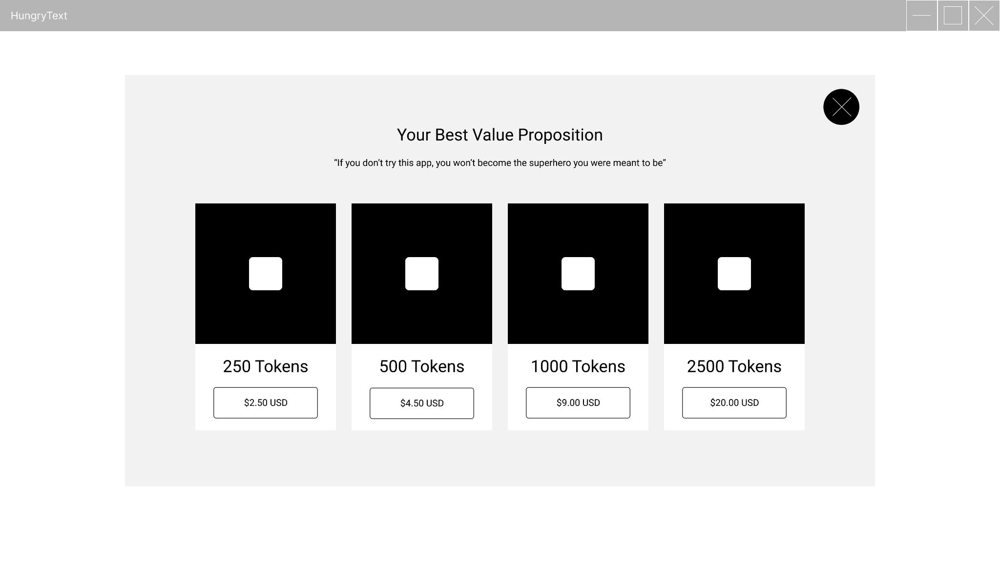 HungryText
Your Best Value Proposition
“If you don’t try this app, you won’t become the superhero you were meant to be”
250 Tokens
$2.50 USD
500 Tokens
$4.50 USD
1000 Tokens
$9.00 USD
2500 Tokens
$20.00 USD